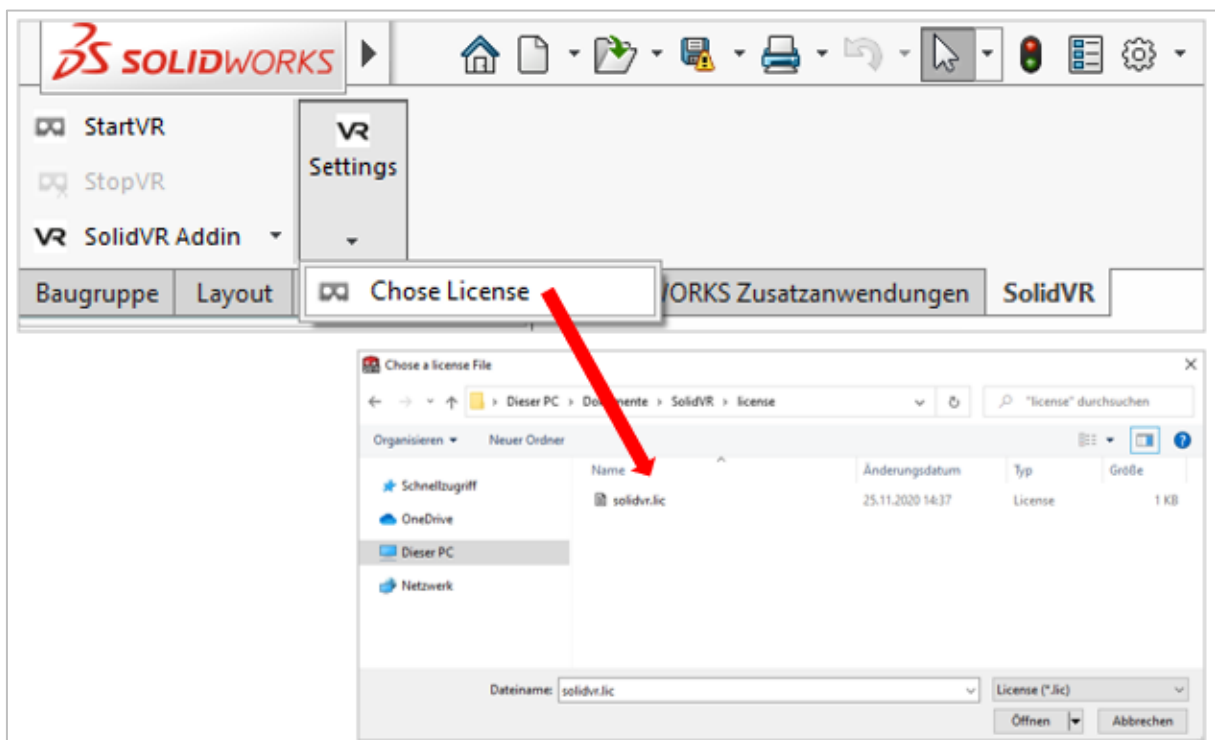 SOLIDWORKS
StartVR
StopVR
SolidVR Addin
VR
Settings
Baugruppe Layout /ORKS Zusatzanwendungen SolidVR
Chose License
Chose a license File
Dieser PC › Dokumente › SolidVR › license
"license" durchsuchen
Organisieren Neuer Ordner
Name Änderungsdatum Typ Größe
Schnellzugriff
solidvr.lic 25.11.2020 14:37 License 1 KB
OneDrive
Dieser PC
Netzwerk
Dateiname: solidvr.lic License (*.lic)
Öffnen Abbrechen